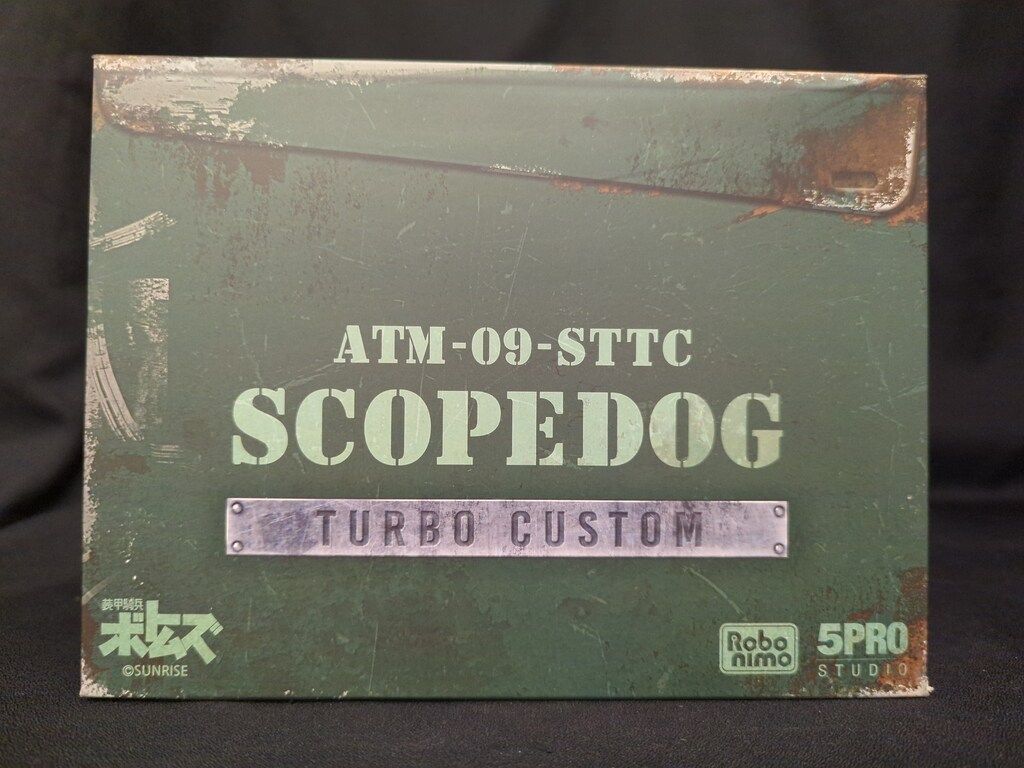 ATM-09-STTC
SCOPEDOG
TURBO CUSTOM
装甲騎兵
ボトムズ
©SUNRISE
Robo
nimo
5PRO
STUDIO